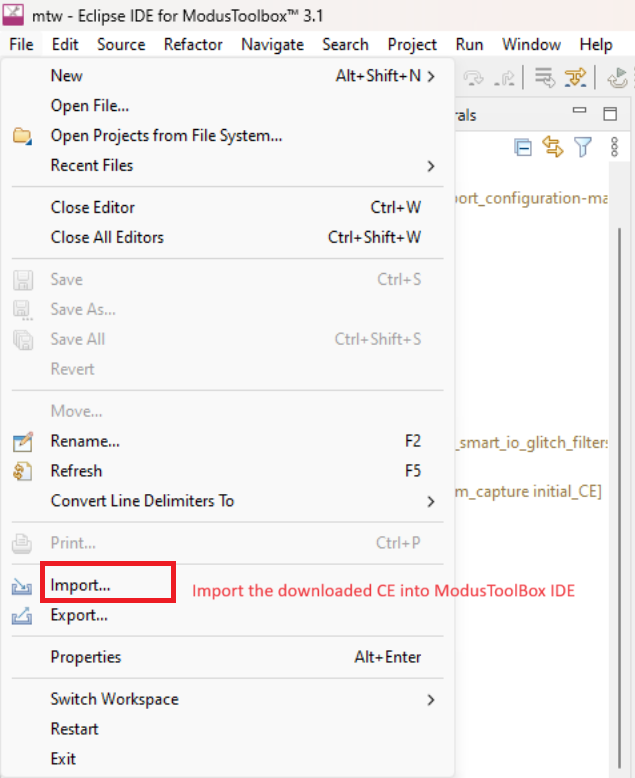 mtw - Eclipse IDE for ModusToolbox™ 3.1
File Edit Source Refactor Navigate Search Project Run Window Help
New Alt+Shift+N
Open File...
rals
Open Projects from File System...
Recent Files
port_configuration-ma
Close Editor Ctrl+W
Close All Editors Ctrl+Shift+W
Save Ctrl+S
Save As...
Save All Ctrl+Shift+S
Revert
Move...
Rename... F2
_smart_io_glitch_filters
Refresh F5
m_capture initial_CE]
Convert Line Delimiters To
Print... Ctrl+P
Import... Import the downloaded CE into ModusToolBox IDE
Export...
Properties Alt+Enter
Switch Workspace
Restart
Exit